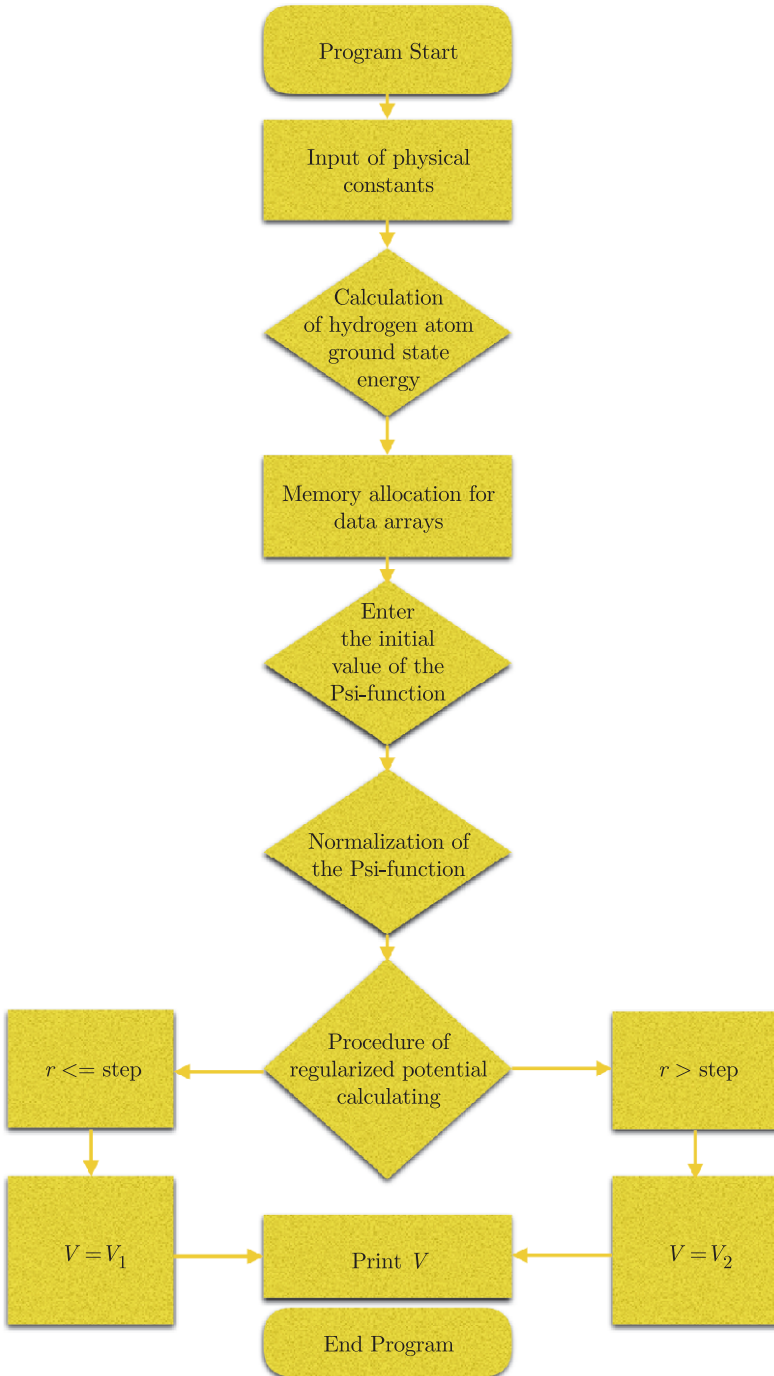 Program Start
Input of physical
constants
Calculation
of hydrogen atom
ground state
energy
Memory allocation for
data arrays
Enter
the initial
value of the
Psi-function
Normalization of
the Psi-function
Procedure of
regularized potential
calculating
r <= step
r > step
V = V₁
V = V₂
Print V
End Program